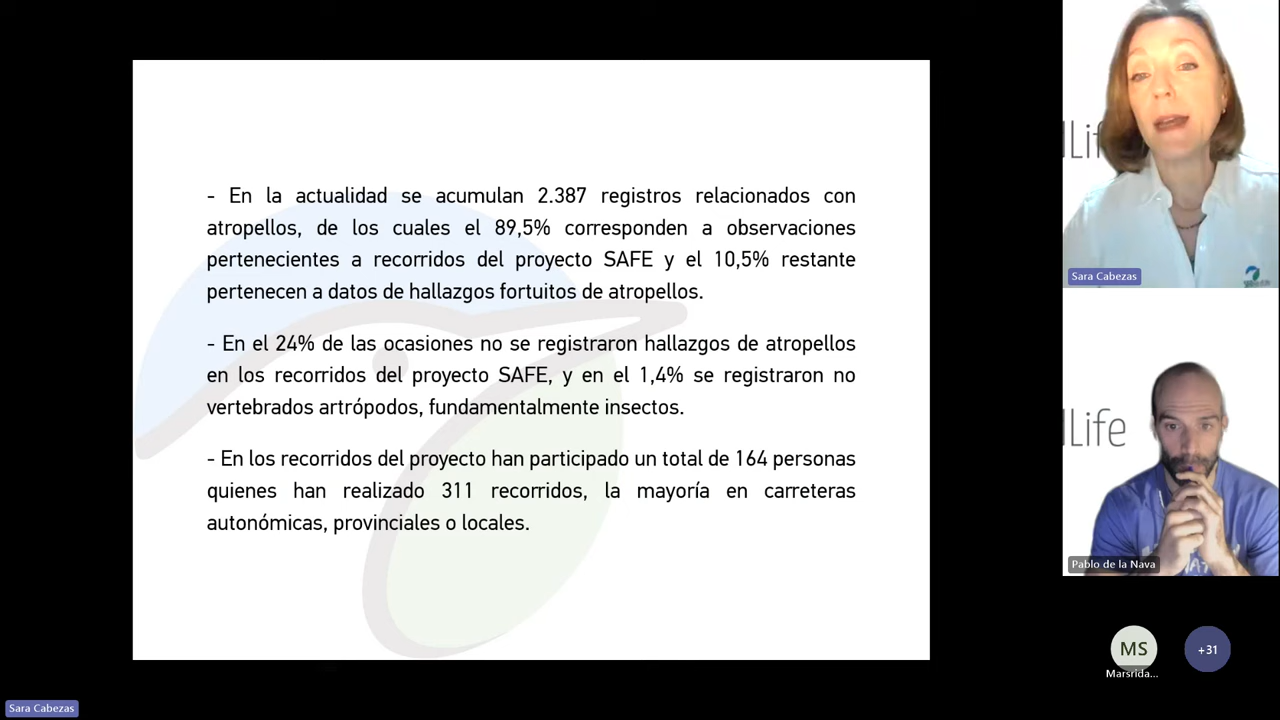 - En la actualidad se acumulan 2.387 registros relacionados con
atropellos, de los cuales el 89,5% corresponden a observaciones
pertenecientes a recorridos del proyecto SAFE y el 10,5% restante
pertenecen a datos de hallazgos fortuitos de atropellos.
- En el 24% de las ocasiones no se registraron hallazgos de atropellos
en los recorridos del proyecto SAFE, y en el 1,4% se registraron no
vertebrados artrópodos, fundamentalmente insectos.
- En los recorridos del proyecto han participado un total de 164 personas
quienes han realizado 311 recorridos, la mayoría en carreteras
autonómicas, provinciales o locales.
Sara Cabezas
Life
Pablo de la Nava
MS
+31
Marsrida...
Sara Cabezas